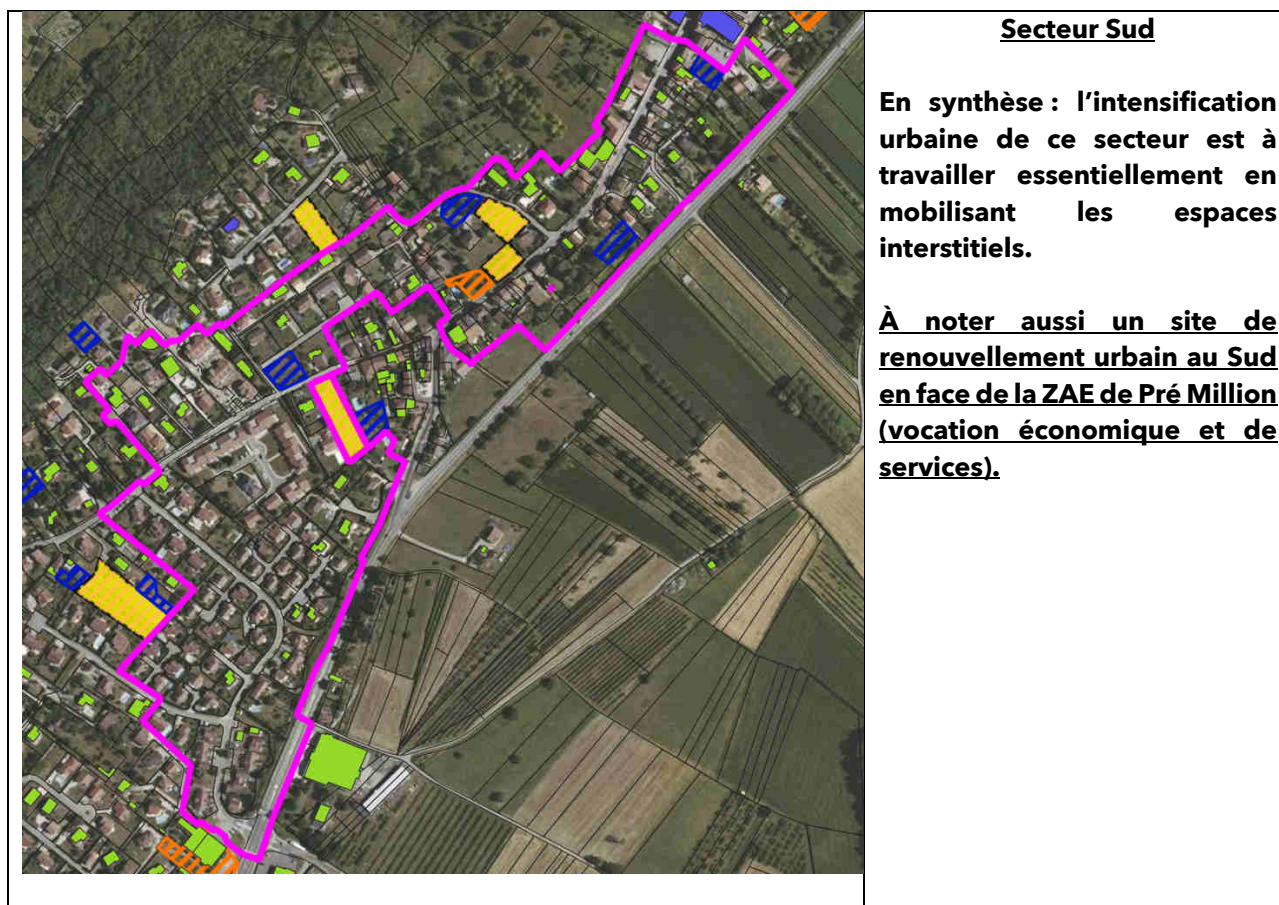 Secteur Sud
En synthèse : l’intensification
urbaine de ce secteur est à
travailler essentiellement en
mobilisant les espaces
interstitiels.
À noter aussi un site de
renouvellement urbain au Sud
en face de la ZAE de Pré Million
(vocation économique et de
services).